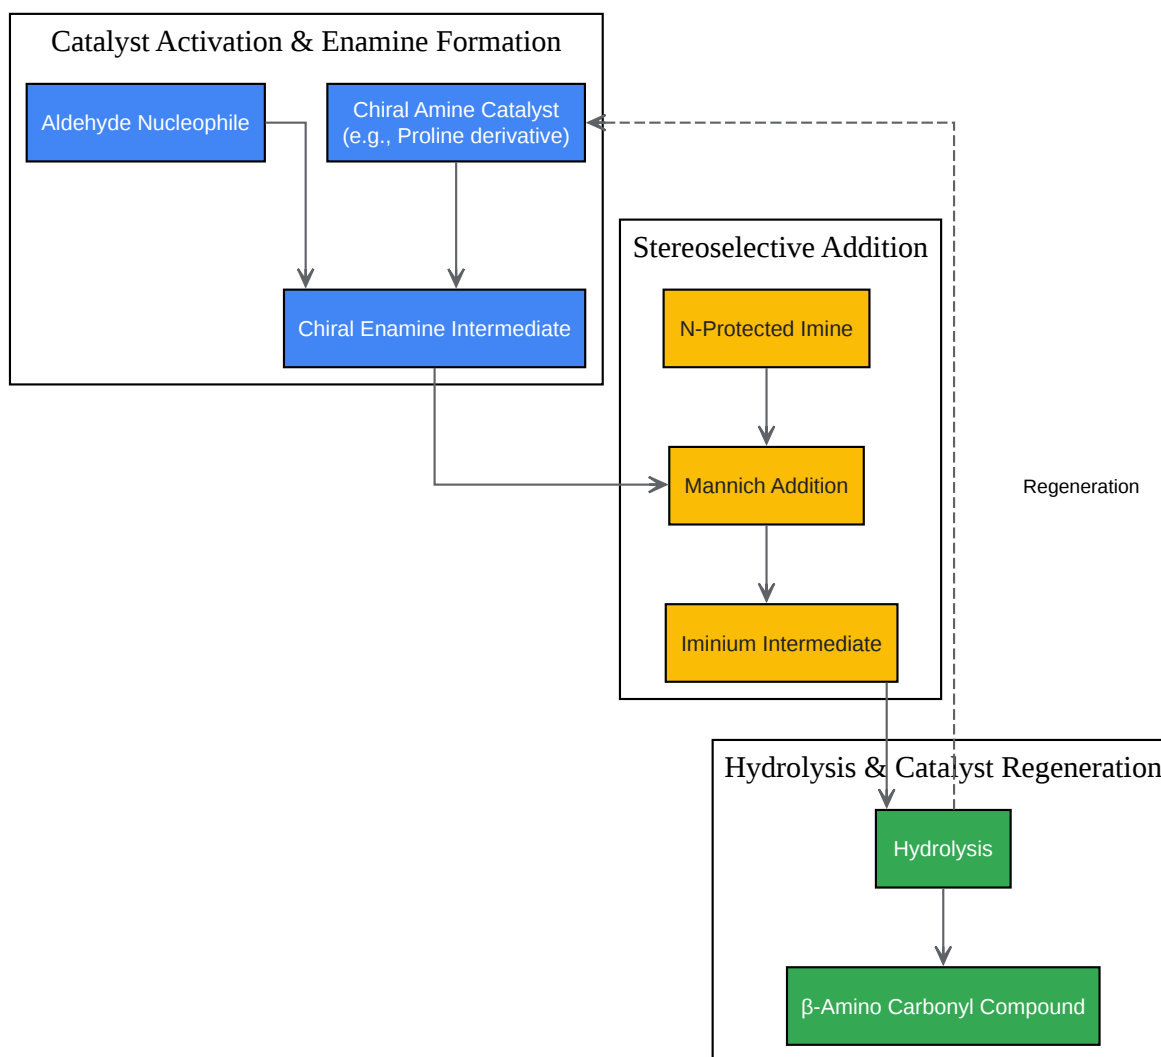 Catalyst Activation & Enamine Formation
Aldehyde Nucleophile
Chiral Amine Catalyst
(e.g., Proline derivative)
Chiral Enamine Intermediate
Stereoselective Addition
N-Protected Imine
Mannich Addition
Regeneration
Iminium Intermediate
Hydrolysis & Catalyst Regeneration
Hydrolysis
β-Amino Carbonyl Compound